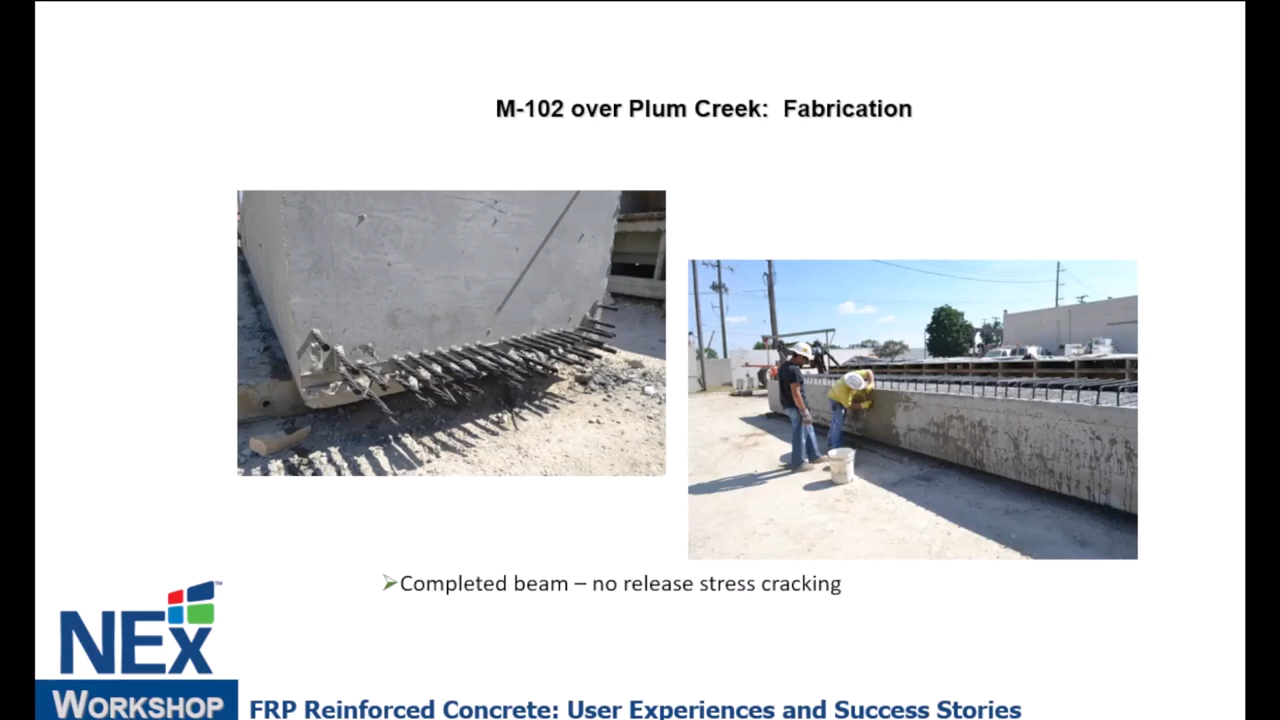 M-102 over Plum Creek: Fabrication
Completed beam – no release stress cracking
NEx™
WORKSHOP
FRP Reinforced Concrete: User Experiences and Success Stories